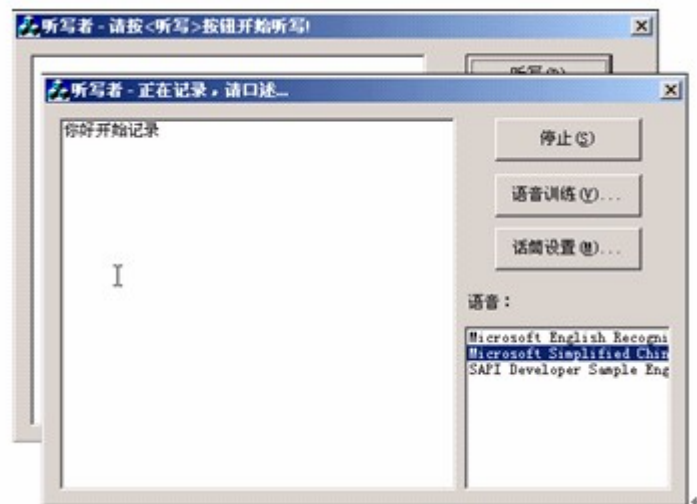 听写者 - 请按<听写>按钮开始听写!
听写者 - 正在记录，请口述...
你好开始记录
停止(S)
语音训练(V)...
话筒设置(M)...
语音：
Microsoft English Recogni
Microsoft Simplified Chin
SAPI Developer Sample Eng